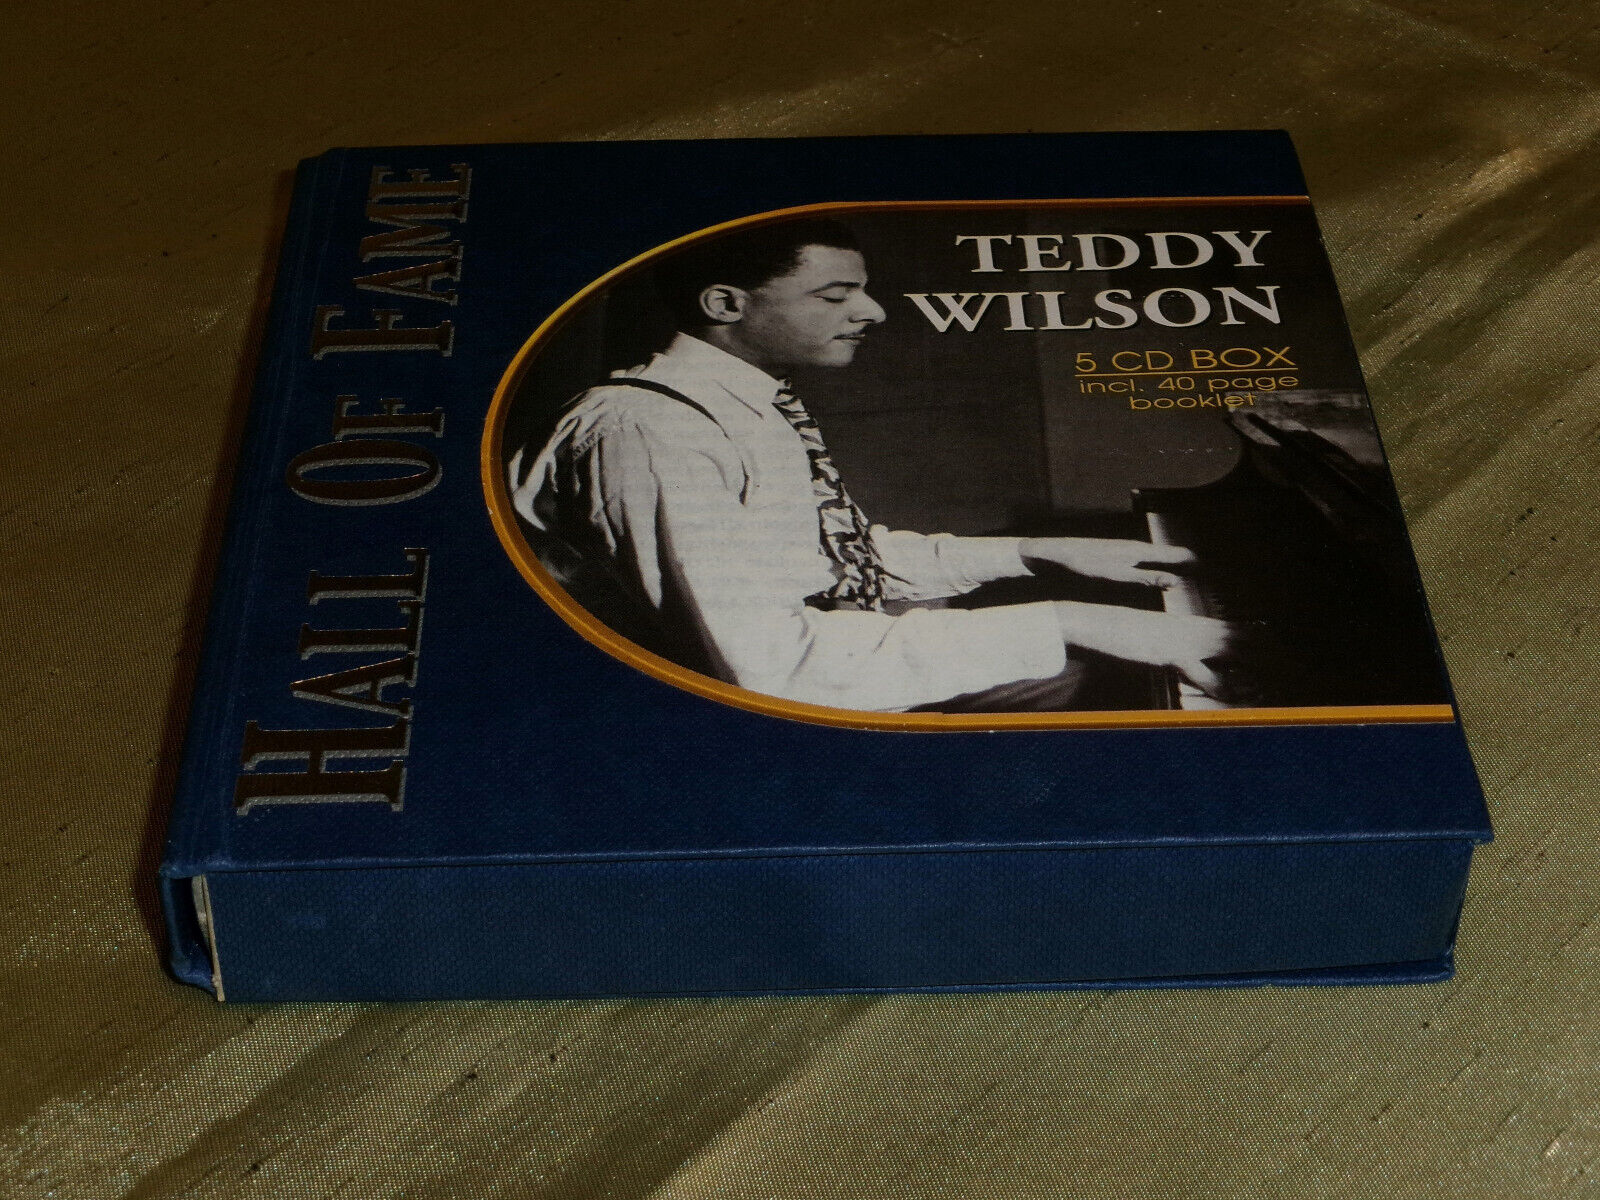 HALL OF FAME
TEDDY
WILSON
5 CD BOX
incl. 40 page
booklet